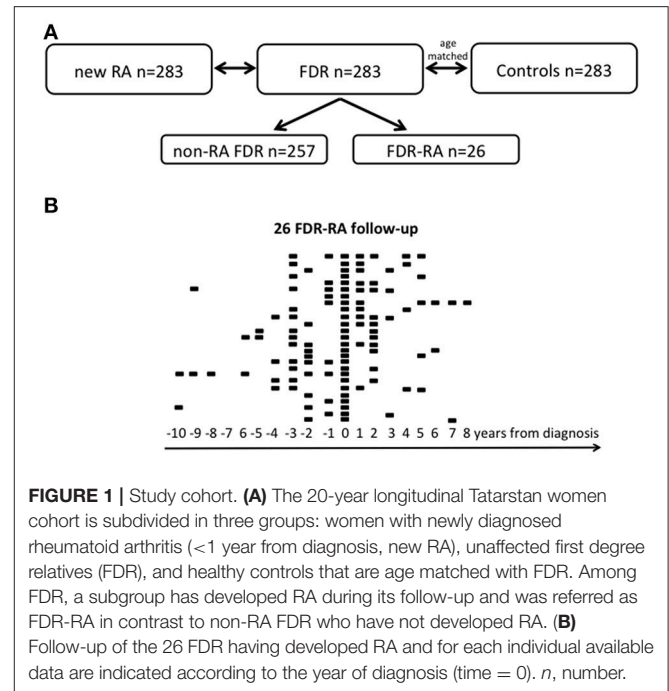 A
new RA n=283
FDR n=283
age
matched
Controls n=283
non-RA FDR n=257
FDR-RA n=26
B
26 FDR-RA follow-up
-10 -9 -8 -7 6 -5 -4 -3 -2 -1 0 1 2 3 4 5 6 7 8 years from diagnosis
FIGURE 1 | Study cohort. (A) The 20-year longitudinal Tatarstan women
cohort is subdivided in three groups: women with newly diagnosed
rheumatoid arthritis (<1 year from diagnosis, new RA), unaffected first degree
relatives (FDR), and healthy controls that are age matched with FDR. Among
FDR, a subgroup has developed RA during its follow-up and was referred as
FDR-RA in contrast to non-RA FDR who have not developed RA. (B)
Follow-up of the 26 FDR having developed RA and for each individual available
data are indicated according to the year of diagnosis (time = 0). n, number.